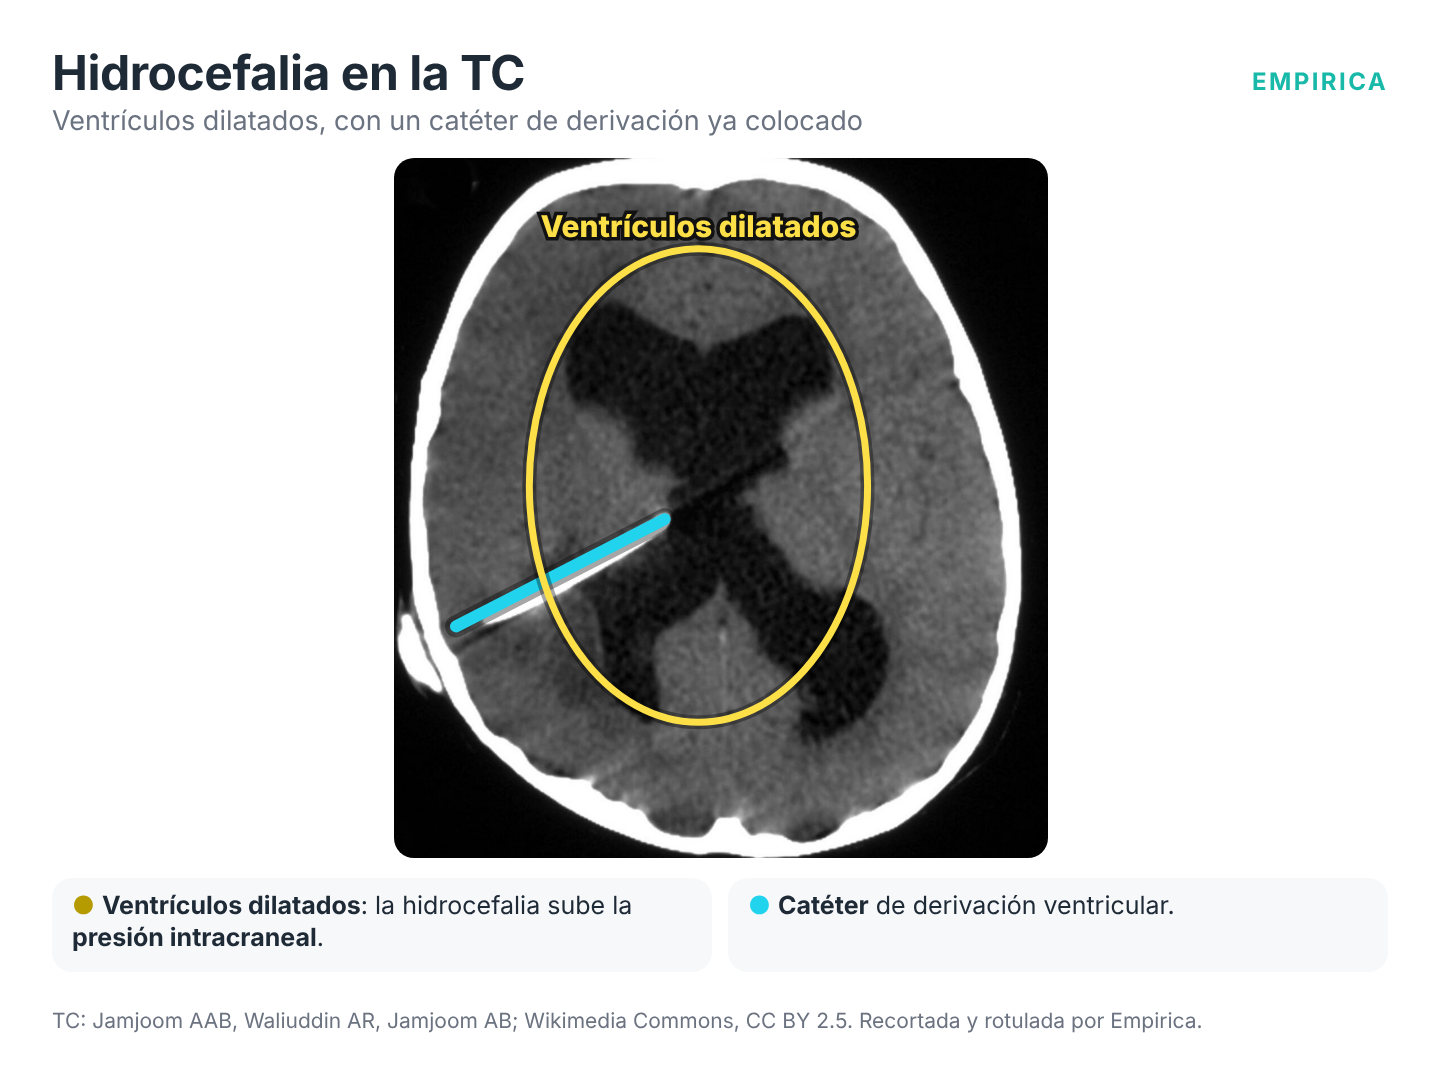 Hidrocefalia en la TC
EMPIRICA
Ventrículos dilatados, con un catéter de derivación ya colocado
Ventrículos dilatados
Ventrículos dilatados: la hidrocefalia sube la
presión intracraneal.
Catéter de derivación ventricular.
TC: Jamjoom AAB, Waliuddin AR, Jamjoom AB; Wikimedia Commons, CC BY 2.5. Recortada y rotulada por Empirica.